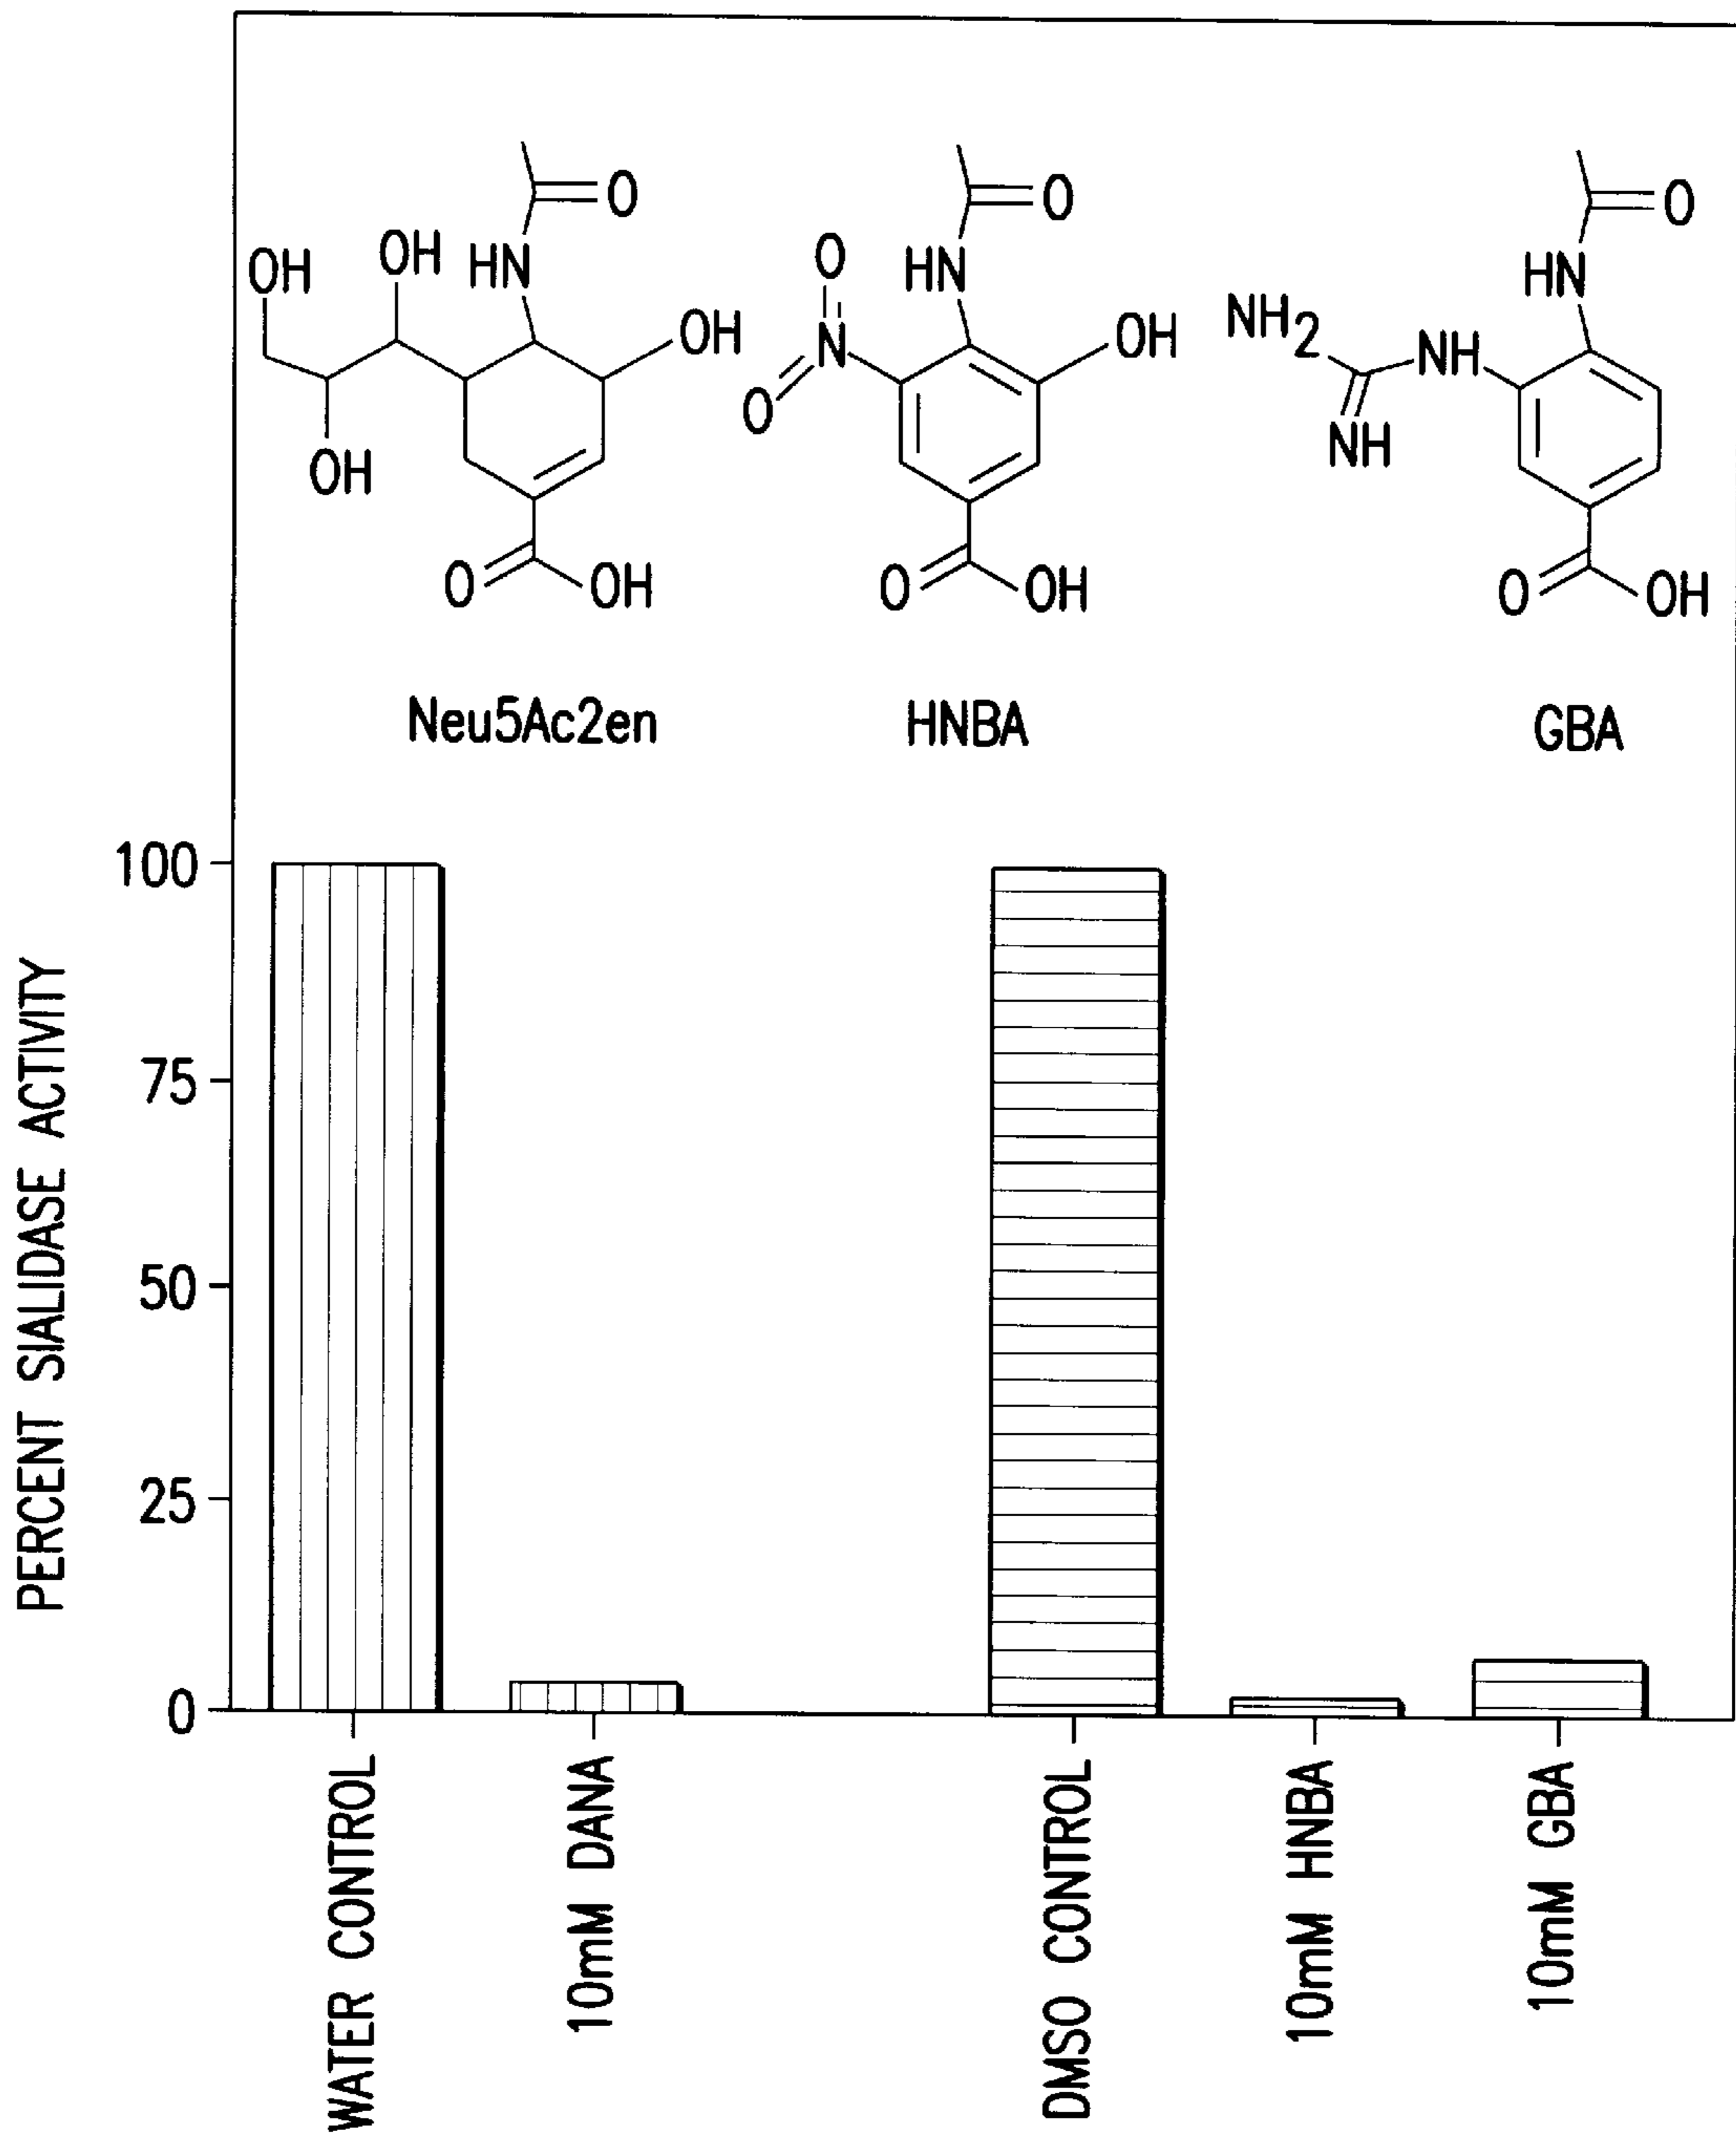 O
O
O
O
OH
OH
HN
HN
HN
NH2
OH
OH
N
NH
O
NH
OH
O
OH
O
OH
O
OH
Neu5Ac2en
HNBA
GBA
PERCENT SIALIDASE ACTIVITY
100
75
50
25
0
WATER CONTROL
10mM DANA
DMSO CONTROL
10mM HNBA
10mM GBA